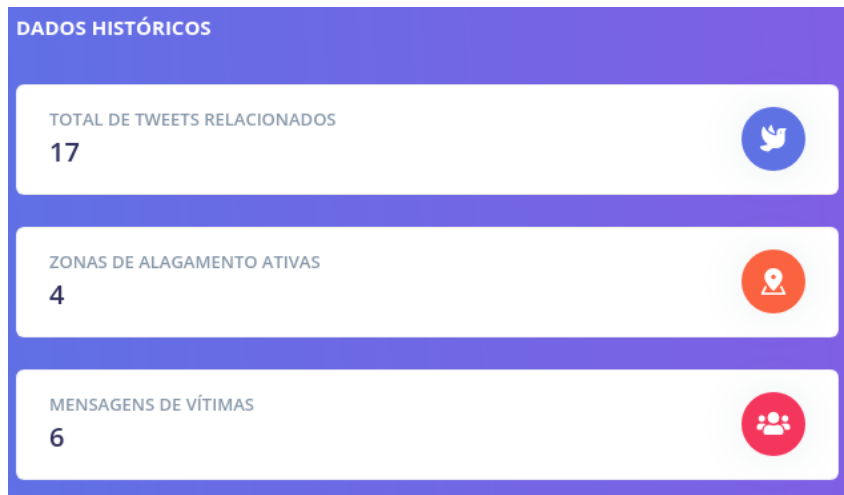 DADOS HISTÓRICOS
TOTAL DE TWEETS RELACIONADOS
17
ZONAS DE ALAGAMENTO ATIVAS
4
MENSAGENS DE VÍTIMAS
6